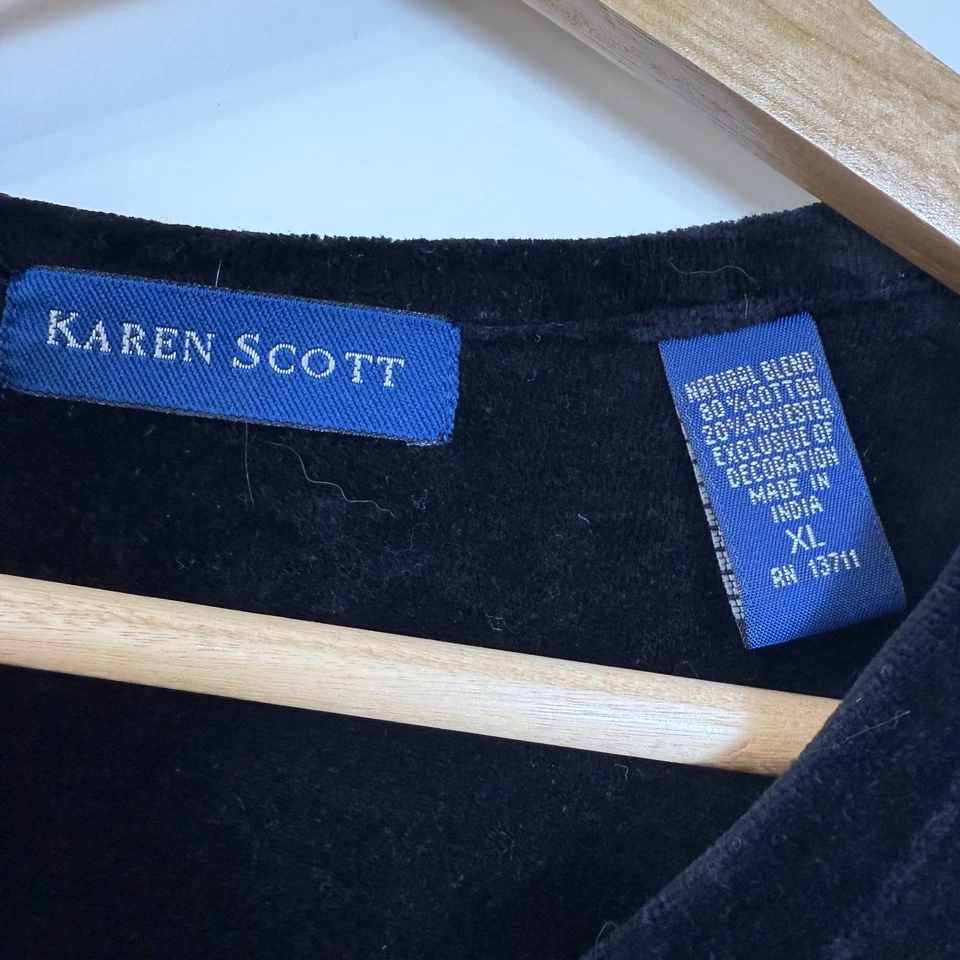 KAREN SCOTT
NATURAL BLEND
80% COTTON
20% POLYESTER
EXCLUSIVE OF
DECORATION
MADE IN
INDIA
XL
RN 13711